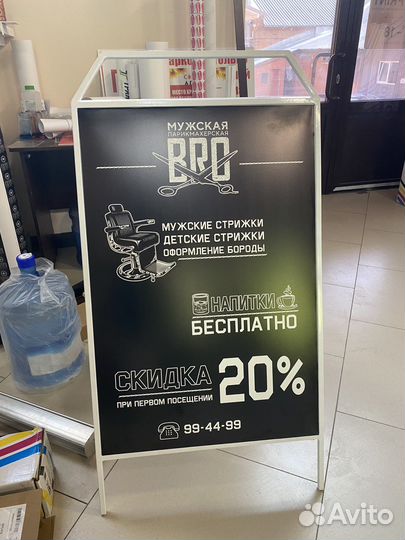 МУЖСКАЯ
ПАРИКМАХЕРСКАЯ
BRO
МУЖСКИЕ СТРИЖКИ
ДЕТСКИЕ СТРИЖКИ
ОФОРМЛЕНИЕ БОРОДЫ
НАПИТКИ
БЕСПЛАТНО
СКИДКА 20%
ПРИ ПЕРВОМ ПОСЕЩЕНИИ
99-44-99
Avito